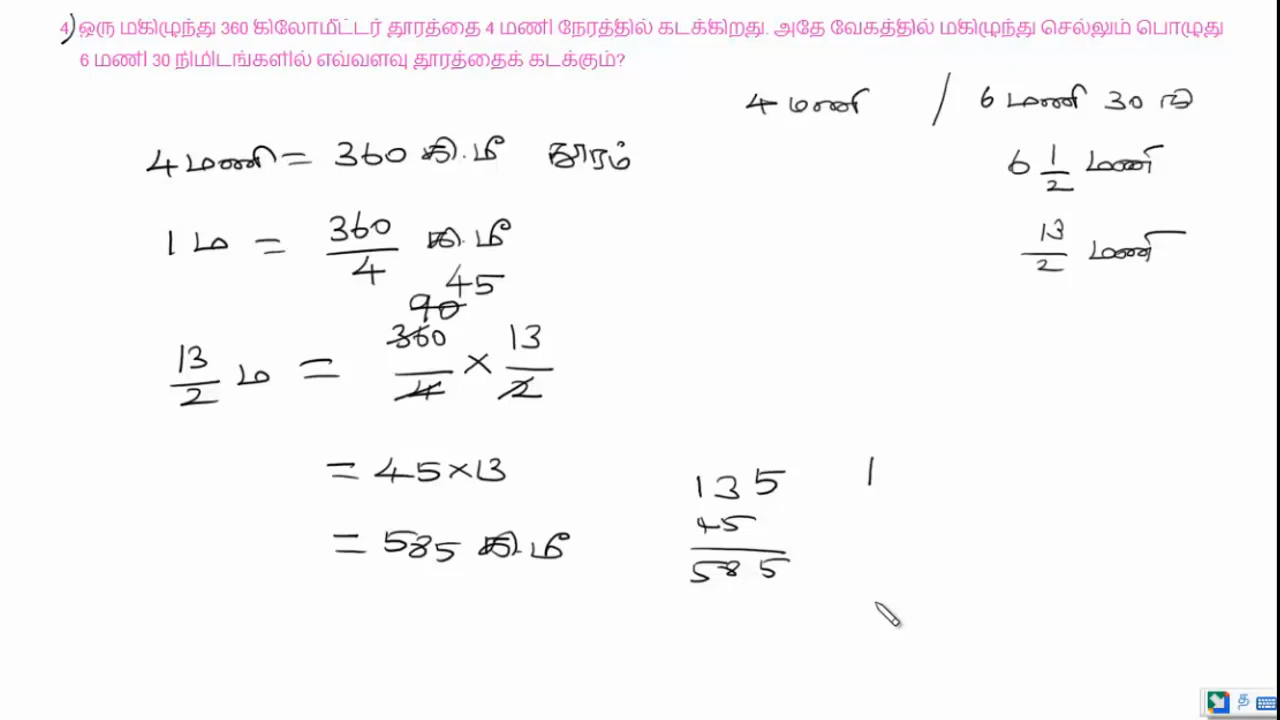 4) ஒரு மகிழுந்து 360 கிலோமீட்டர் தூரத்தை 4 மணி நேரத்தில் கடக்கிறது. அதே வேகத்தில் மகிழுந்து செல்லும் பொழுது
6 மணி 30 நிமிடங்களில் எவ்வளவு தூரத்தைக் கடக்கும்?
4 மணி / 6 மணி 30 நி
4 மணி = 360 கி.மீ தூரம்
6 1/2 மணி
1 ம = 360/4 கி.மீ
13/2 மணி
90 45
13/2 ம = 360/4 × 13/2
= 45 × 13
135 1
45
= 585 கி.மீ
585
த